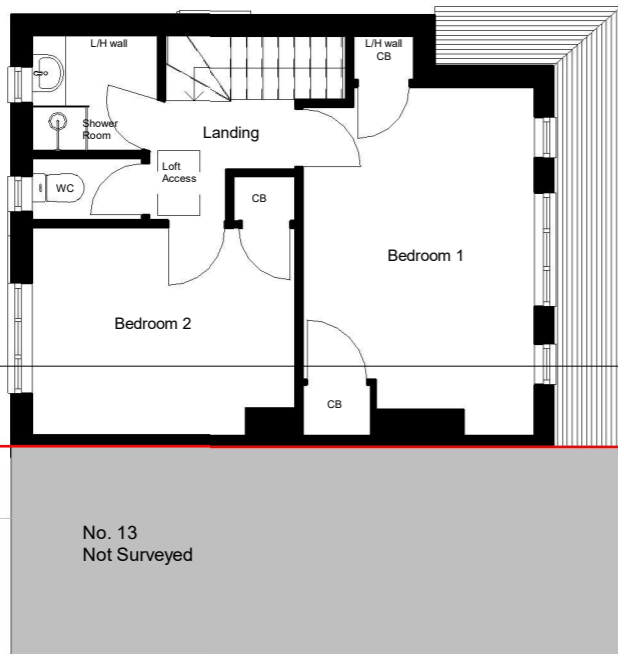 L/H wall
L/H wall
CB
Shower
Room
Landing
Loft
Access
WC
CB
Bedroom 1
Bedroom 2
CB
No. 13
Not Surveyed